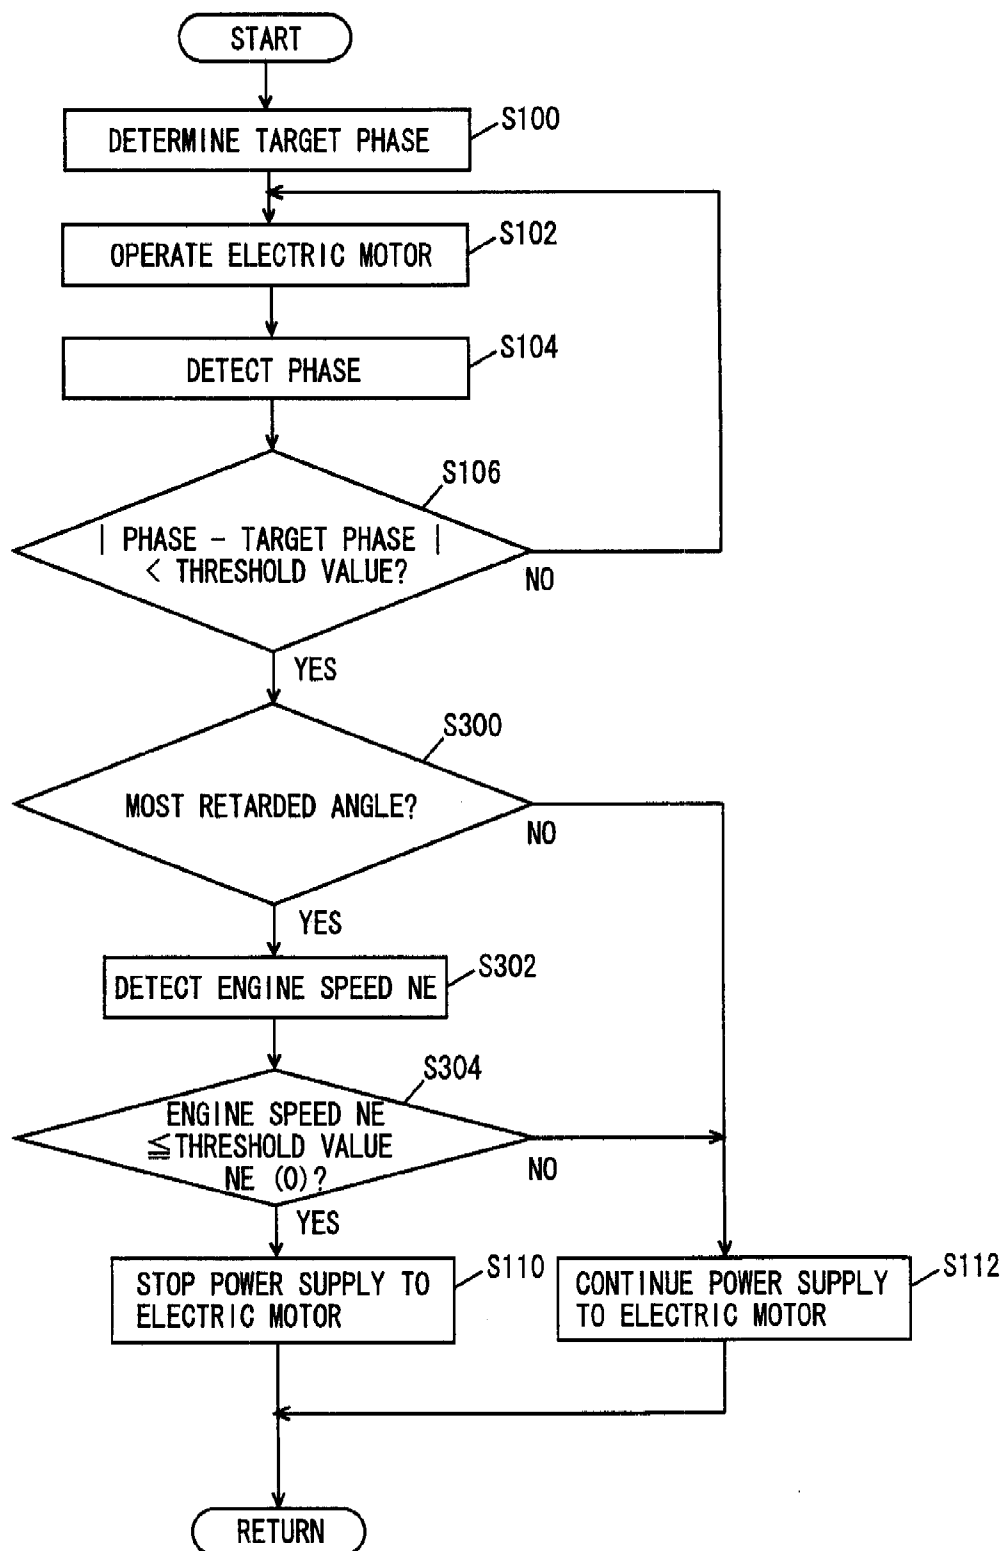 START
DETERMINE TARGET PHASE
S100
OPERATE ELECTRIC MOTOR
S102
DETECT PHASE
S104
S106
| PHASE – TARGET PHASE |
< THRESHOLD VALUE?
NO
YES
S300
MOST RETARDED ANGLE?
NO
YES
DETECT ENGINE SPEED NE
S302
S304
ENGINE SPEED NE
≦THRESHOLD VALUE
NE (0)?
NO
YES
STOP POWER SUPPLY TO
ELECTRIC MOTOR
S110
CONTINUE POWER SUPPLY
TO ELECTRIC MOTOR
S112
RETURN